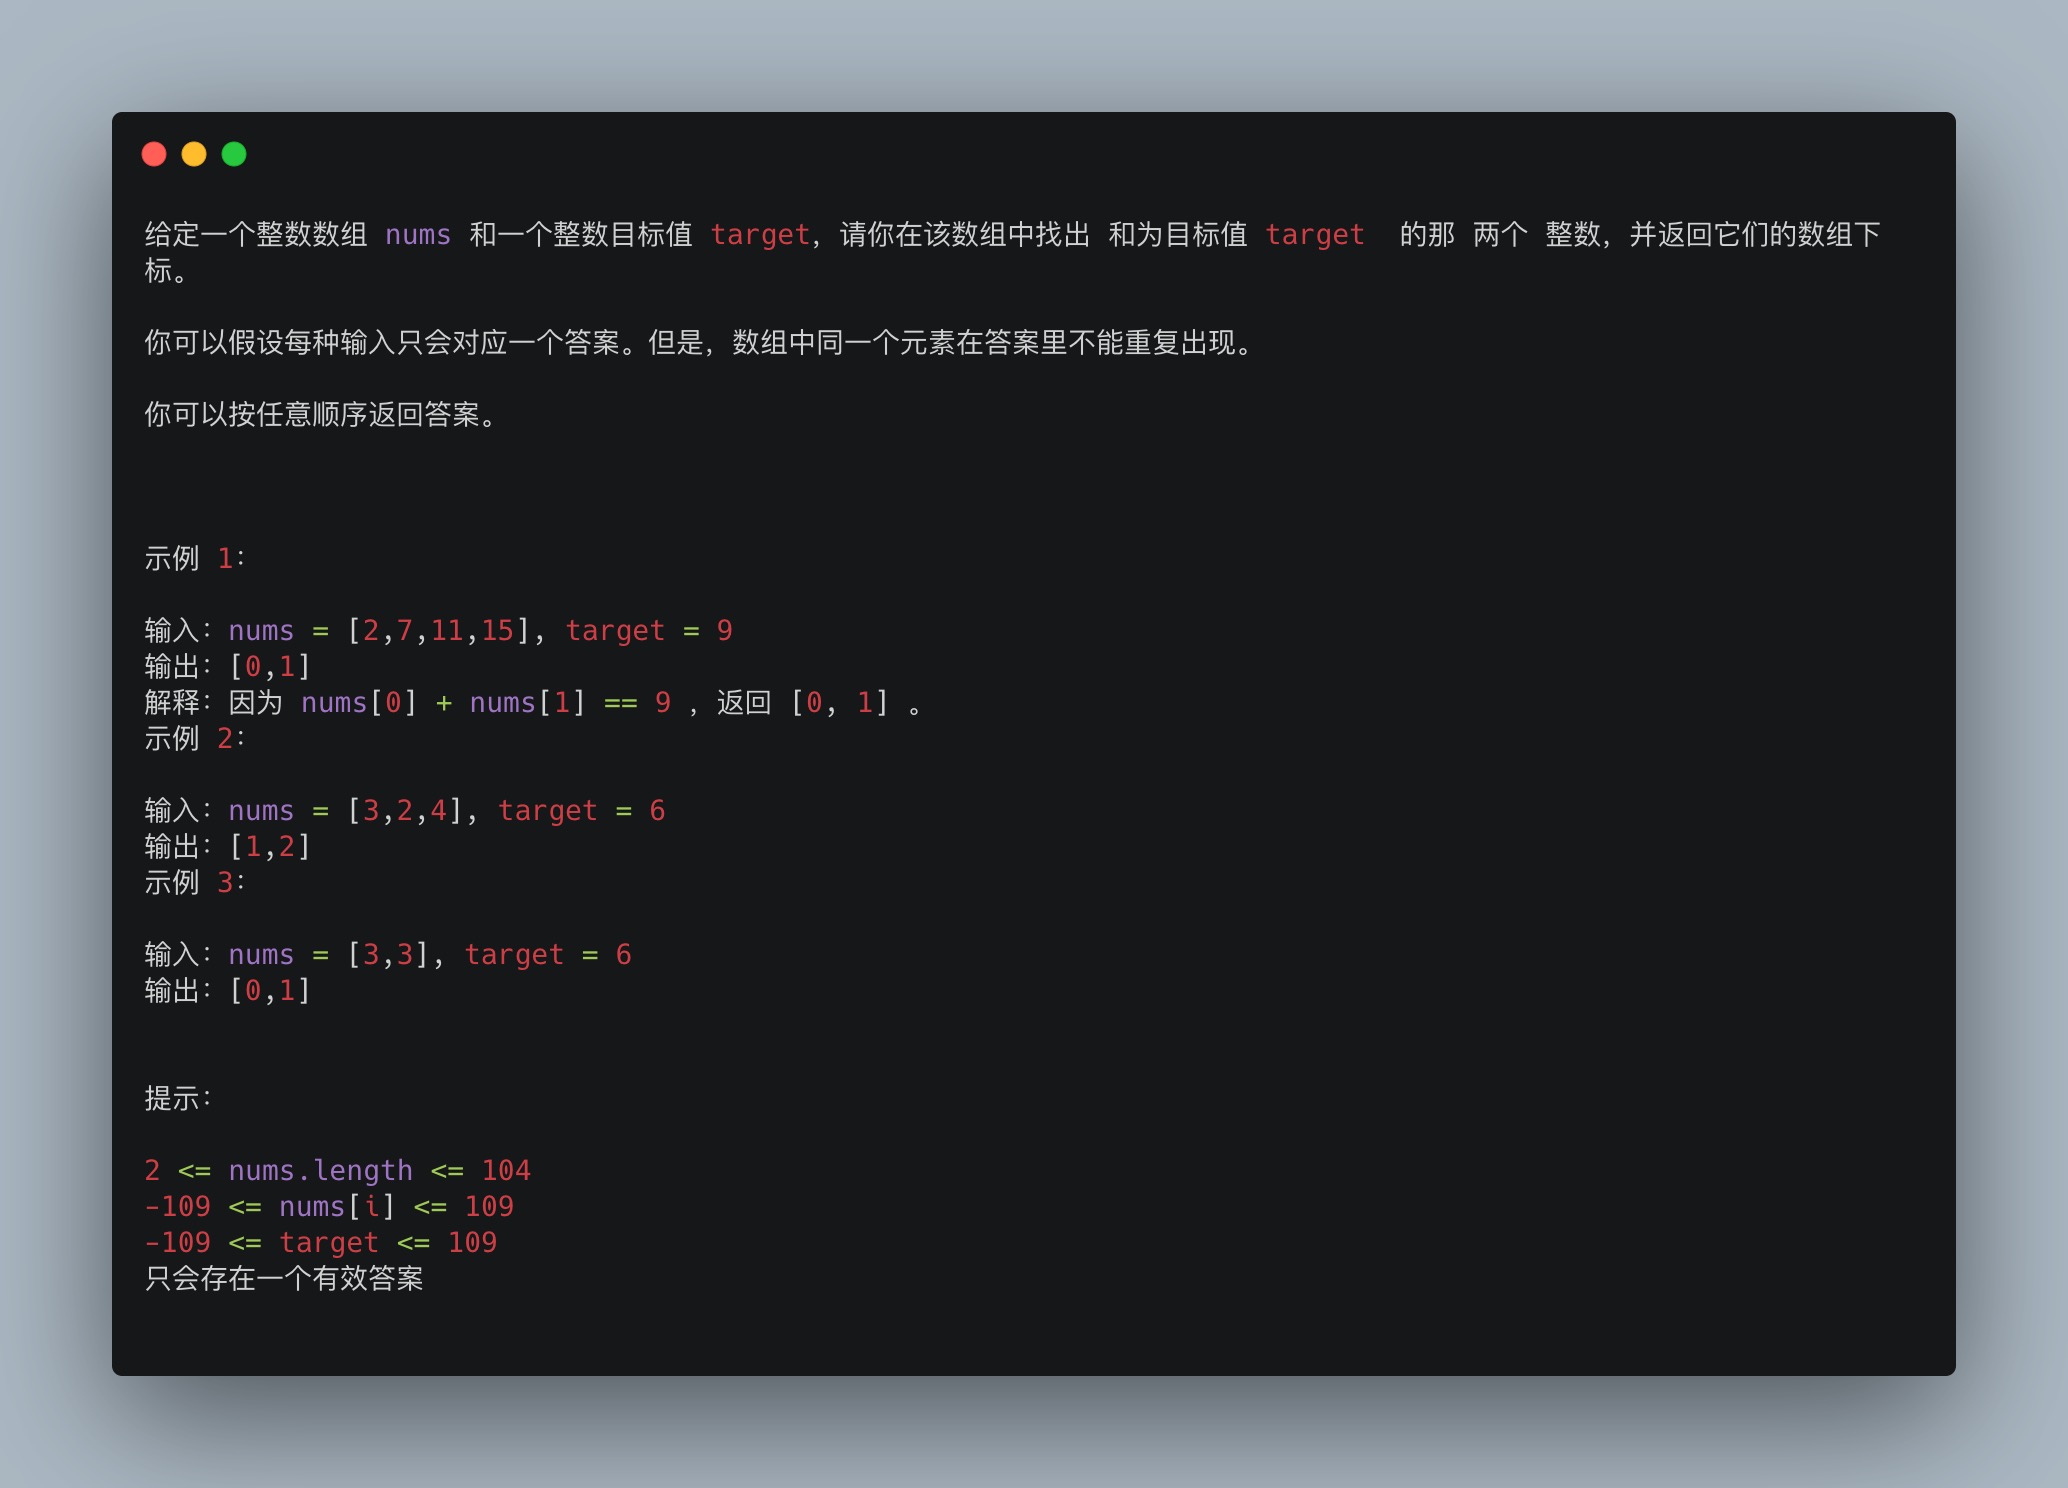 给定一个整数数组 nums 和一个整数目标值 target，请你在该数组中找出 和为目标值 target  的那 两个 整数，并返回它们的数组下
标。
你可以假设每种输入只会对应一个答案。但是，数组中同一个元素在答案里不能重复出现。
你可以按任意顺序返回答案。
示例 1：
输入：nums = [2,7,11,15], target = 9
输出：[0,1]
解释：因为 nums[0] + nums[1] == 9 ，返回 [0, 1] 。
示例 2：
输入：nums = [3,2,4], target = 6
输出：[1,2]
示例 3：
输入：nums = [3,3], target = 6
输出：[0,1]
提示：
2 <= nums.length <= 104
-109 <= nums[i] <= 109
-109 <= target <= 109
只会存在一个有效答案